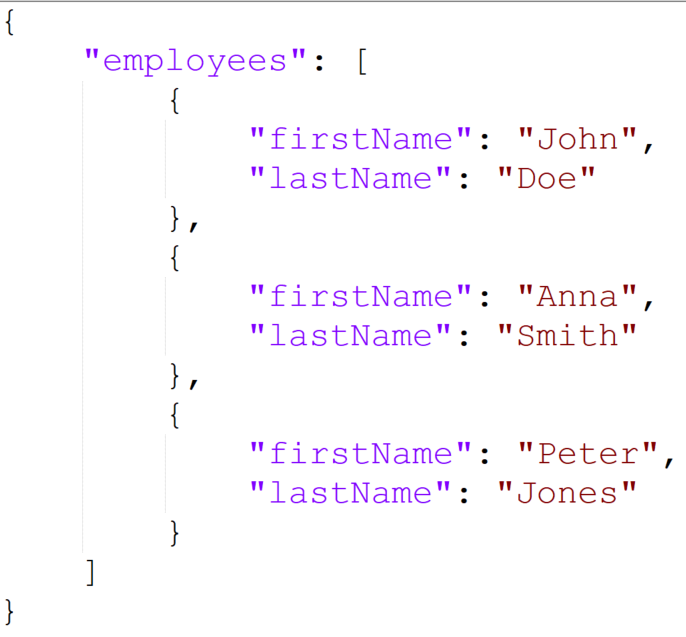 {
"employees": [
{
"firstName": "John",
"lastName": "Doe"
},
{
"firstName": "Anna",
"lastName": "Smith"
},
{
"firstName": "Peter",
"lastName": "Jones"
}
]
}